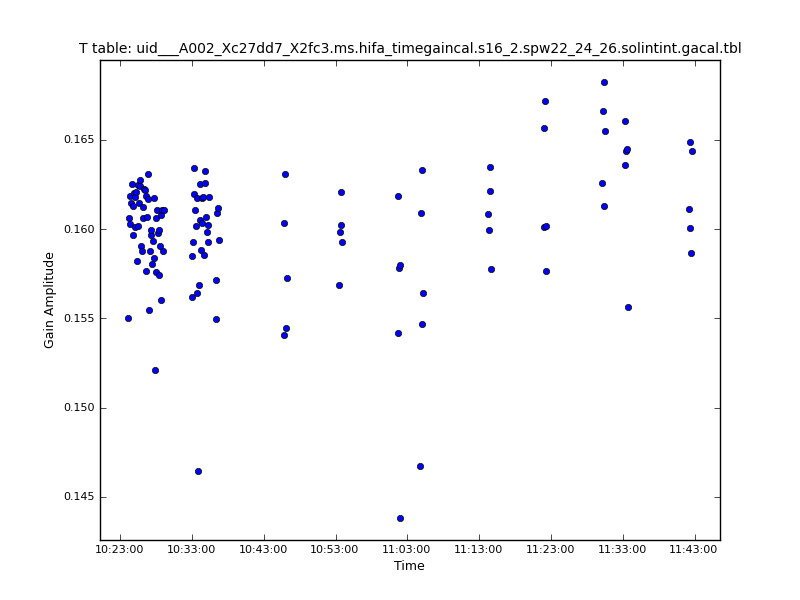 T table: uid___A002_Xc27dd7_X2fc3.ms.hifa_timegaincal.s16_2.spw22_24_26.solintint.gacal.tbl
Gain Amplitude
0.165
0.160
0.155
0.150
0.145
10:23:00 10:33:00 10:43:00 10:53:00 11:03:00 11:13:00 11:23:00 11:33:00 11:43:00
Time